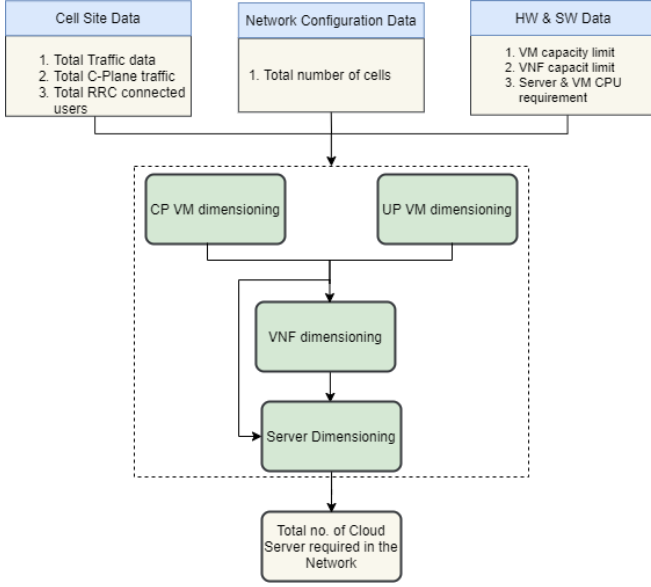 Cell Site Data
1. Total Traffic data
2. Total C-Plane traffic
3. Total RRC connected
users
Network Configuration Data
1. Total number of cells
HW & SW Data
1. VM capacity limit
2. VNF capacit limit
3. Server & VM CPU
requirement
CP VM dimensioning
UP VM dimensioning
VNF dimensioning
Server Dimensioning
Total no. of Cloud
Server required in the
Network